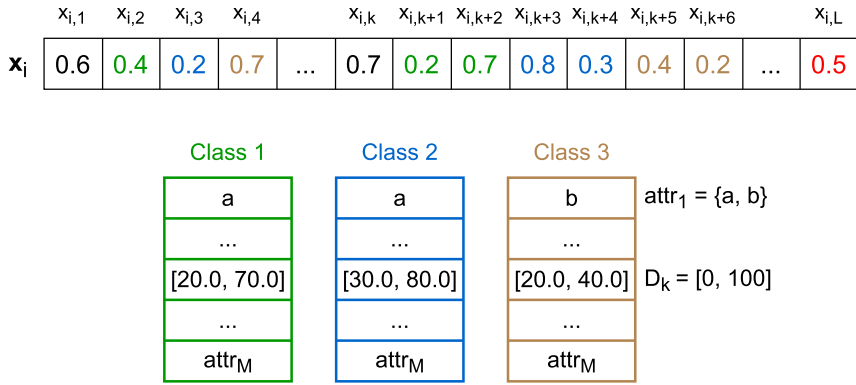 x_{i,1} x_{i,2} x_{i,3} x_{i,4} x_{i,k} x_{i,k+1} x_{i,k+2} x_{i,k+3} x_{i,k+4} x_{i,k+5} x_{i,k+6} x_{i,L}
x_i 0.6 0.4 0.2 0.7 ... 0.7 0.2 0.7 0.8 0.3 0.4 0.2 ... 0.5
Class 1 Class 2 Class 3
a a b attr_1 = {a, b}
... ... ...
[20.0, 70.0] [30.0, 80.0] [20.0, 40.0] D_k = [0, 100]
... ... ...
attr_M attr_M attr_M